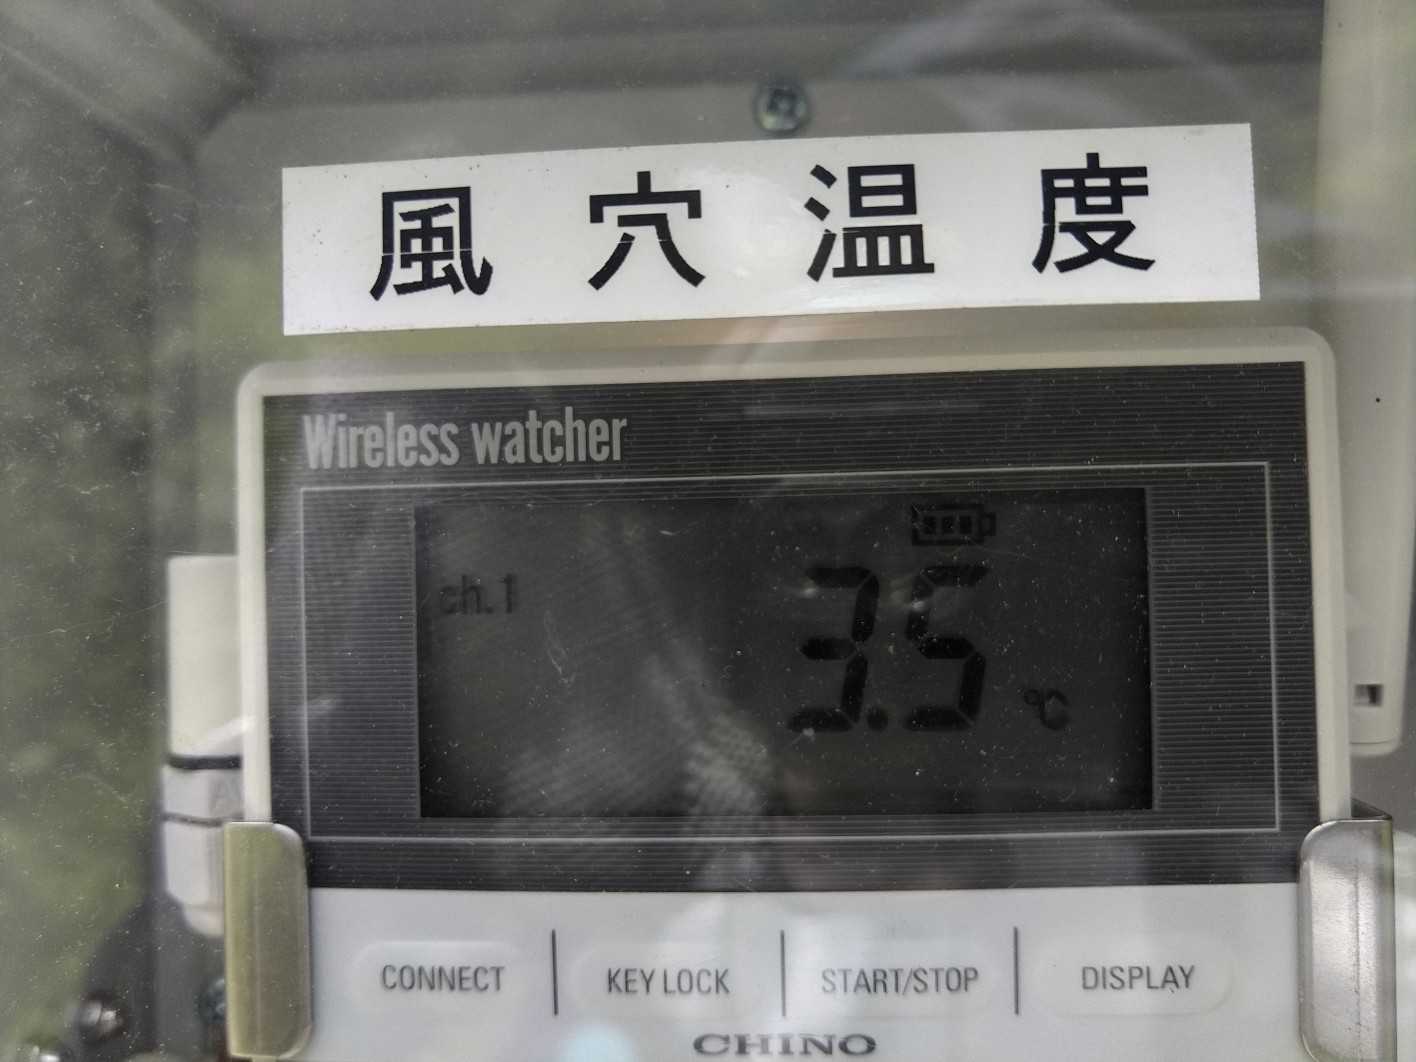 風穴温度
Wireless watcher
ch.1
3.5 ℃
CONNECT
KEY LOCK
START/STOP
DISPLAY
CHINO